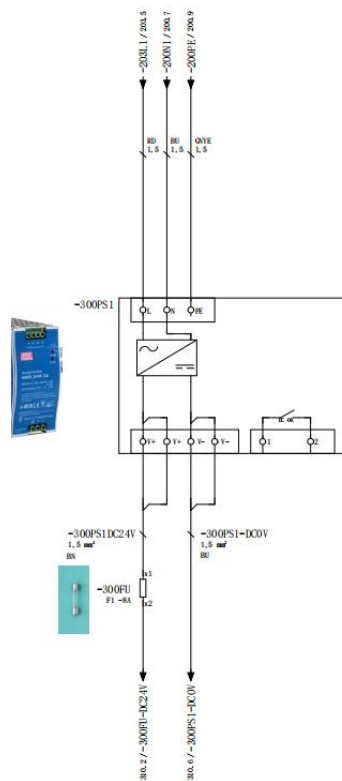 -203L1/203.5
-200N1/200.7
-200PE/200.9
RD
1,5
BU
1,5
GNYE
1,5
-300PS1
L
N
PE
V+
V+
V-
V-
DC OK
1
2
-300PS1DC24V
1,5 mm²
BN
-300PS1-DC0V
1,5 mm²
BU
-300FU
F1-8A
x1
x2
310.2/-300FU-DC24V
310.6/-300PS1-DC0V